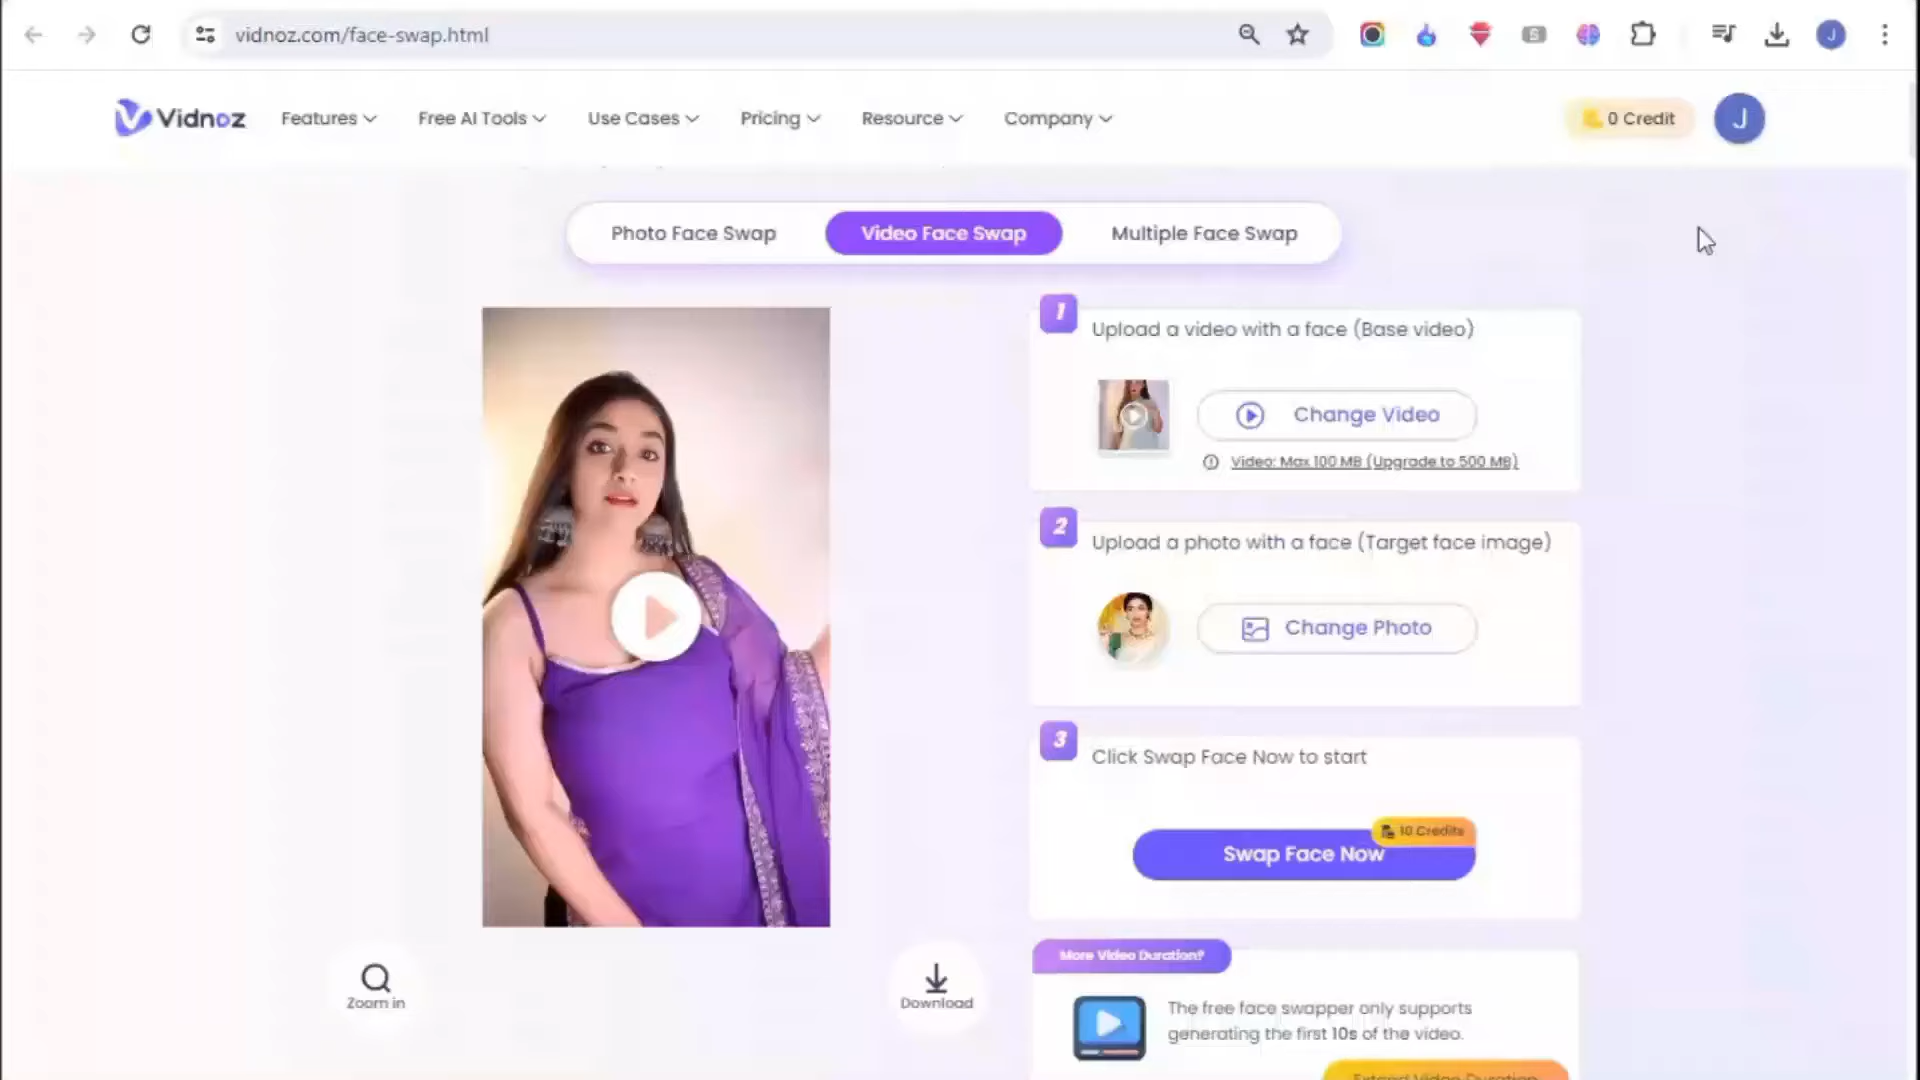 vidnoz.com/face-swap.html
S
J
Vidnoz
Features
Free AI Tools
Use Cases
Pricing
Resource
Company
0 Credit
J
Photo Face Swap
Video Face Swap
Multiple Face Swap
1
Upload a video with a face (Base video)
Change Video
Video: Max 100 MB (Upgrade to 500 MB)
2
Upload a photo with a face (Target face image)
Change Photo
3
Click Swap Face Now to start
10 Credits
Swap Face Now
Zoom in
Download
More Video Duration?
The free face swapper only supports
generating the first 10s of the video.
Extend Video Duration